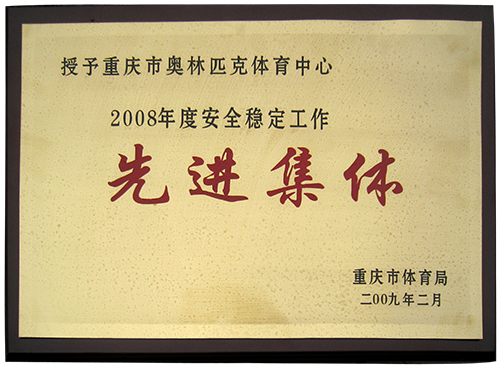 授予重庆市奥林匹克体育中心
2008年度安全稳定工作
先进集体
重庆市体育局
二00九年二月